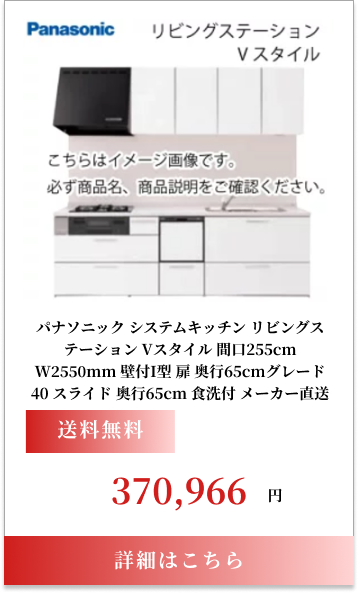 Panasonic
リビングステーション
Vスタイル
こちらはイメージ画像です。
必ず商品名、商品説明をご確認ください。
パナソニック システムキッチン リビングス
テーション Vスタイル 間口255cm
W2550mm 壁付I型 扉 奥行65cmグレード
40 スライド 奥行65cm 食洗付 メーカー直送
送料無料
370,966 円
詳細はこちら